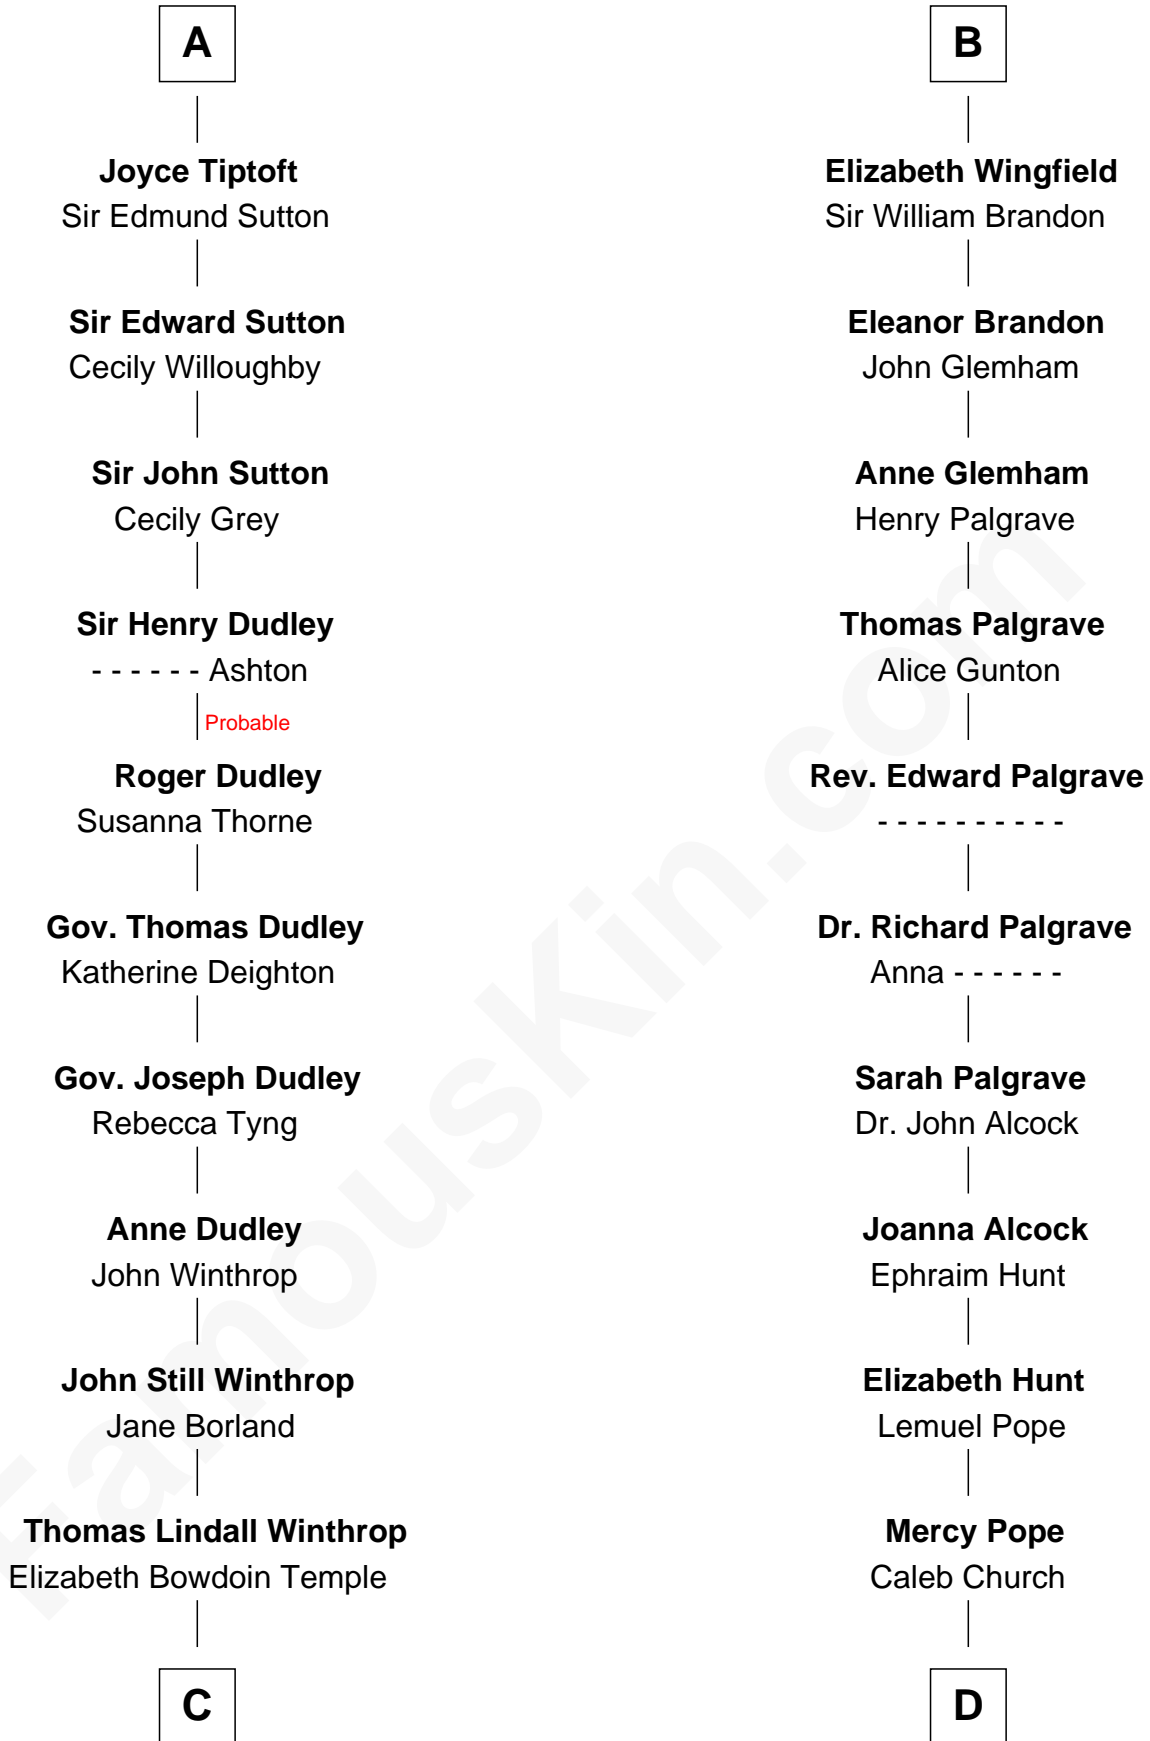 A
Joyce Tiptoft
Sir Edmund Sutton
Sir Edward Sutton
Cecily Willoughby
Sir John Sutton
Cecily Grey
Sir Henry Dudley
- - - - - - Ashton
Probable
Roger Dudley
Susanna Thorne
Gov. Thomas Dudley
Katherine Deighton
Gov. Joseph Dudley
Rebecca Tyng
Anne Dudley
John Winthrop
John Still Winthrop
Jane Borland
Thomas Lindall Winthrop
Elizabeth Bowdoin Temple
C
B
Elizabeth Wingfield
Sir William Brandon
Eleanor Brandon
John Glemham
Anne Glemham
Henry Palgrave
Thomas Palgrave
Alice Gunton
Rev. Edward Palgrave
- - - - - - - - - -
Dr. Richard Palgrave
Anna - - - - - -
Sarah Palgrave
Dr. John Alcock
Joanna Alcock
Ephraim Hunt
Elizabeth Hunt
Lemuel Pope
Mercy Pope
Caleb Church
D
FamousKin.com